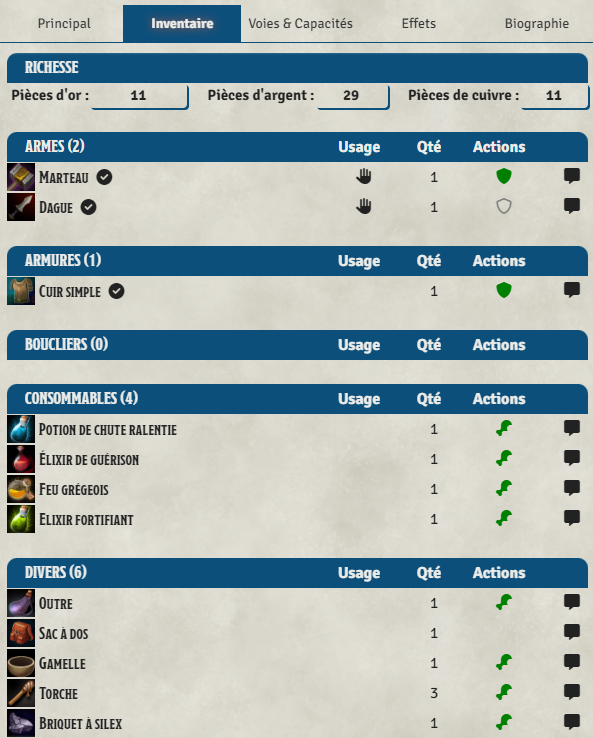 Principal Inventaire Voies & Capacités Effets Biographie
RICHESSE
Pièces d'or : 11 Pièces d'argent : 29 Pièces de cuivre : 11
ARMES (2) Usage Qté Actions
MARTEAU 1
DAGUE 1
ARMURES (1) Usage Qté Actions
CUIR SIMPLE 1
BOUCLIERS (0) Usage Qté Actions
CONSOMMABLES (4) Usage Qté Actions
POTION DE CHUTE RALENTIE 1
ÉLIXIR DE GUÉRISON 1
FEU GRÉGEOIS 1
ELIXIR FORTIFIANT 1
DIVERS (6) Usage Qté Actions
OUTRE 1
SAC À DOS 1
GAMELLE 1
TORCHE 3
BRIQUET À SILEX 1